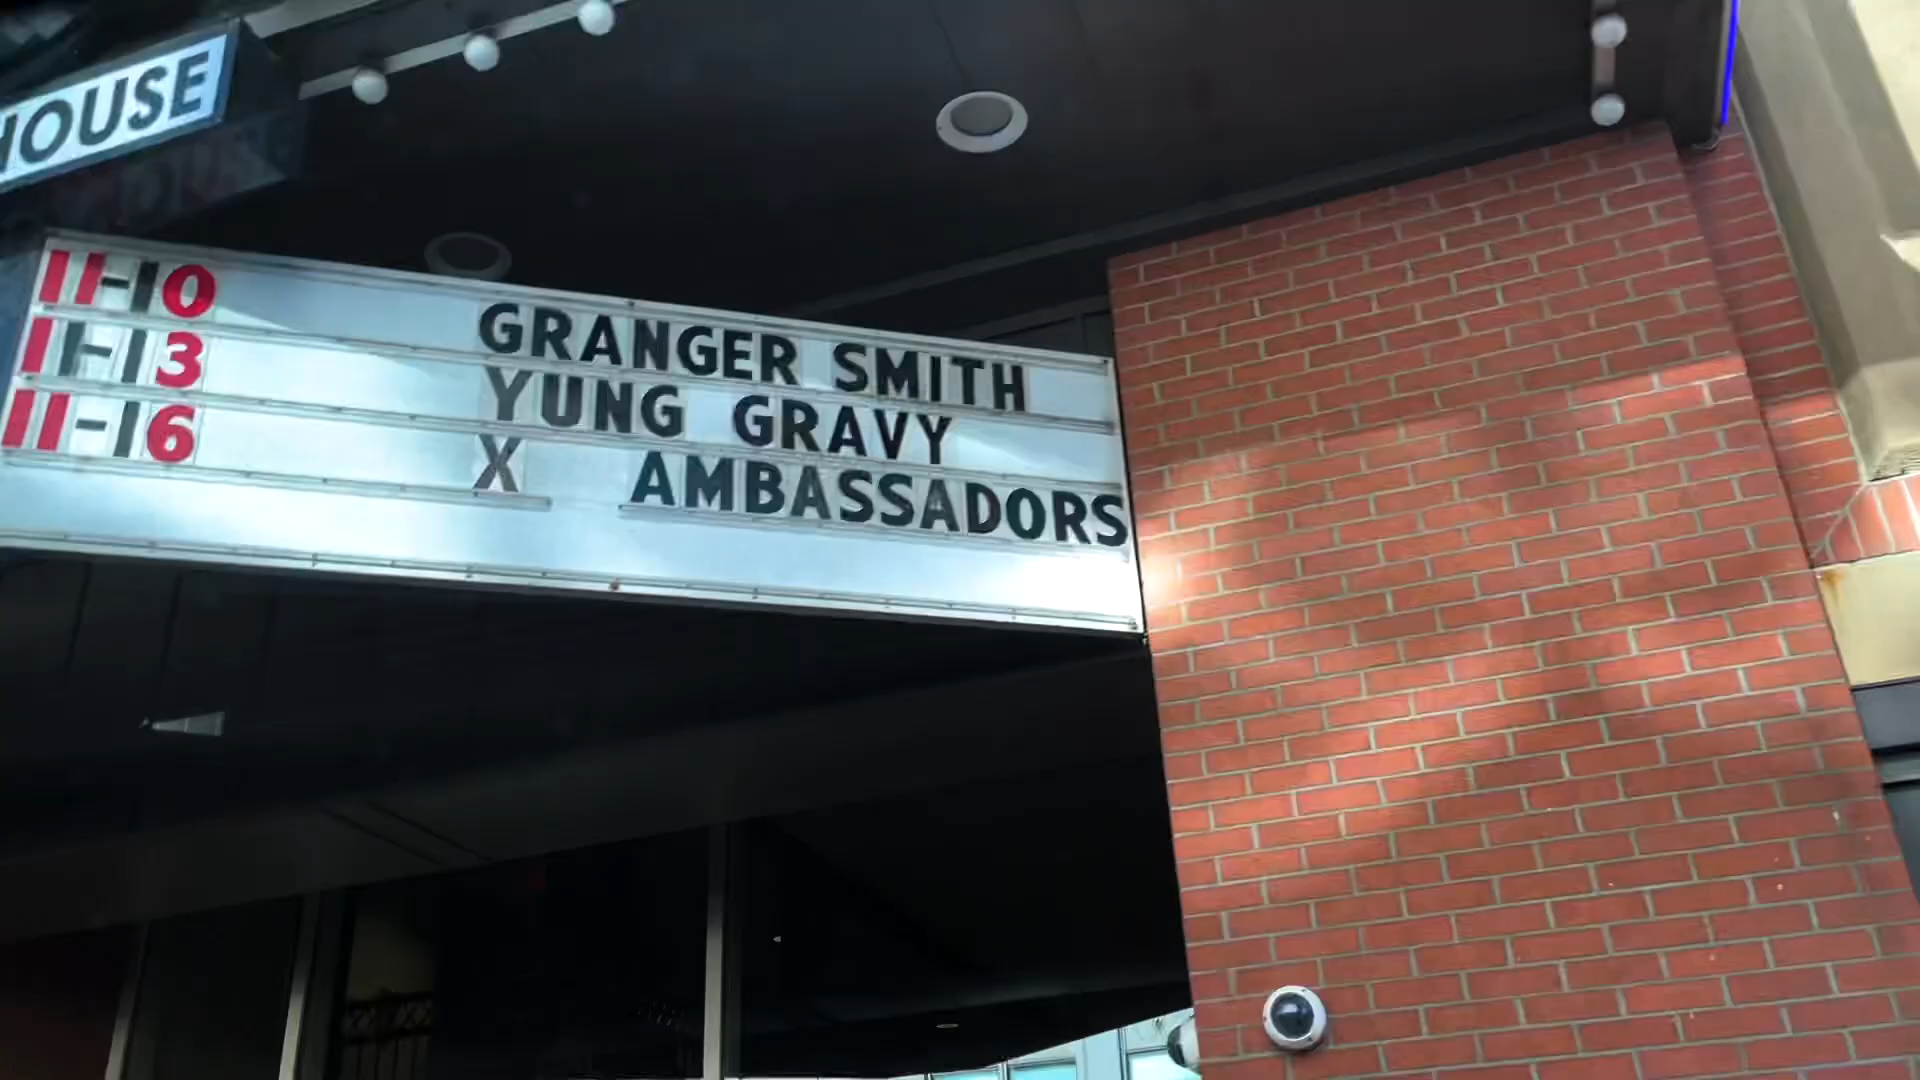 HOUSE
11-10 GRANGER SMITH
11-13 YUNG GRAVY
11-16 X AMBASSADORS